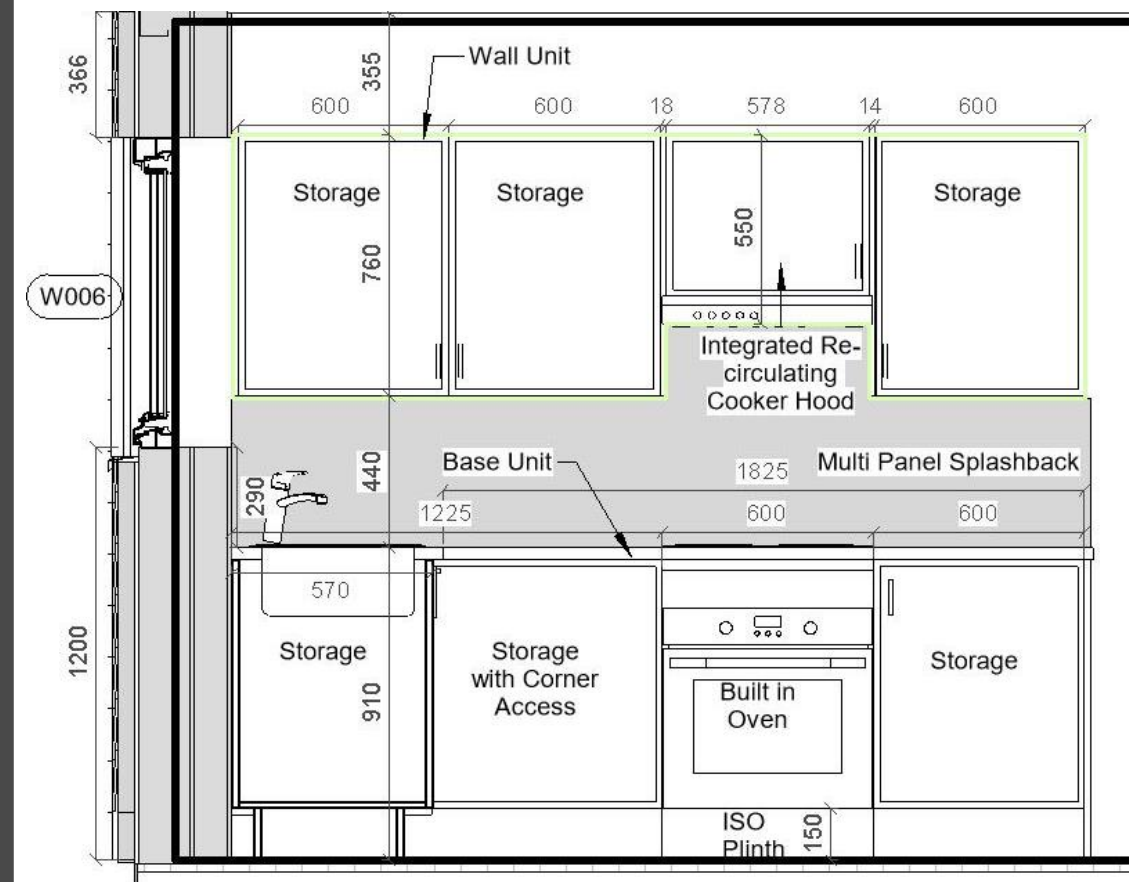 366
355
Wall Unit
600
600
18
578
14
600
Storage
Storage
Storage
550
760
W006
Integrated Re-
circulating
Cooker Hood
290
440
Base Unit
Multi Panel Splashback
1825
1225
600
600
570
1200
Storage
Storage
with Corner
Access
Storage
Built in
Oven
910
ISO
Plinth
150